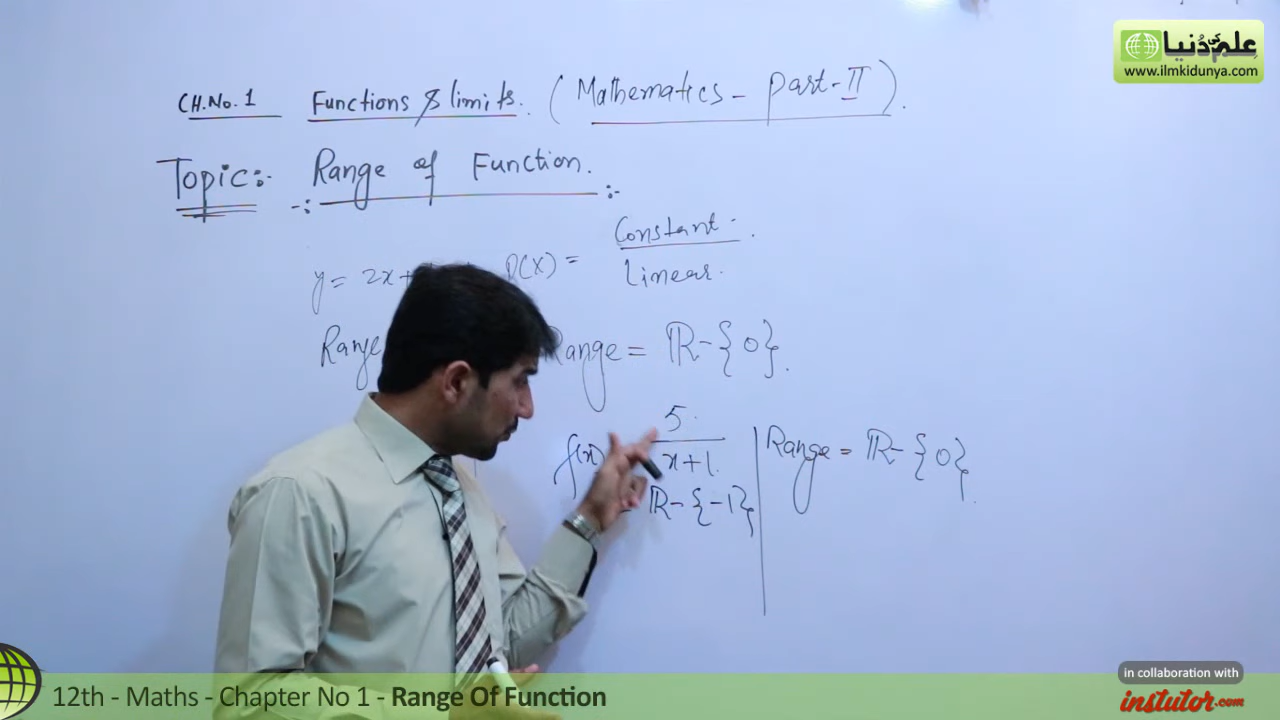 علم کی دُنیا
www.ilmkidunya.com
CH.No.1 Functions & limits. (Mathematics - Part-II).
Topic:- Range of Function.
Constant
y = 2x+ D(x) =
Linear.
Range Range = ℝ-{0}.
5
f(x) x+1. Range = ℝ-{0}.
= ℝ-{-1}
in collaboration with
instutor.com
12th - Maths - Chapter No 1 - Range Of Function